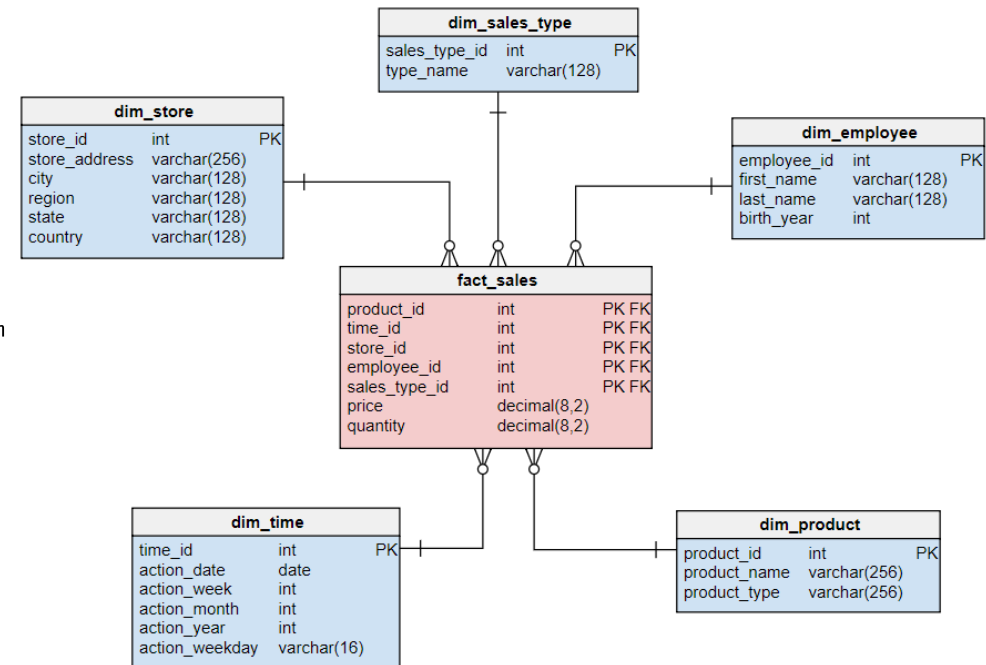 dim_sales_type
sales_type_id int PK
type_name varchar(128)
dim_store
store_id int PK
store_address varchar(256)
city varchar(128)
region varchar(128)
state varchar(128)
country varchar(128)
dim_employee
employee_id int PK
first_name varchar(128)
last_name varchar(128)
birth_year int
fact_sales
product_id int PK FK
time_id int PK FK
store_id int PK FK
employee_id int PK FK
sales_type_id int PK FK
price decimal(8,2)
quantity decimal(8,2)
dim_time
time_id int PK
action_date date
action_week int
action_month int
action_year int
action_weekday varchar(16)
dim_product
product_id int PK
product_name varchar(256)
product_type varchar(256)